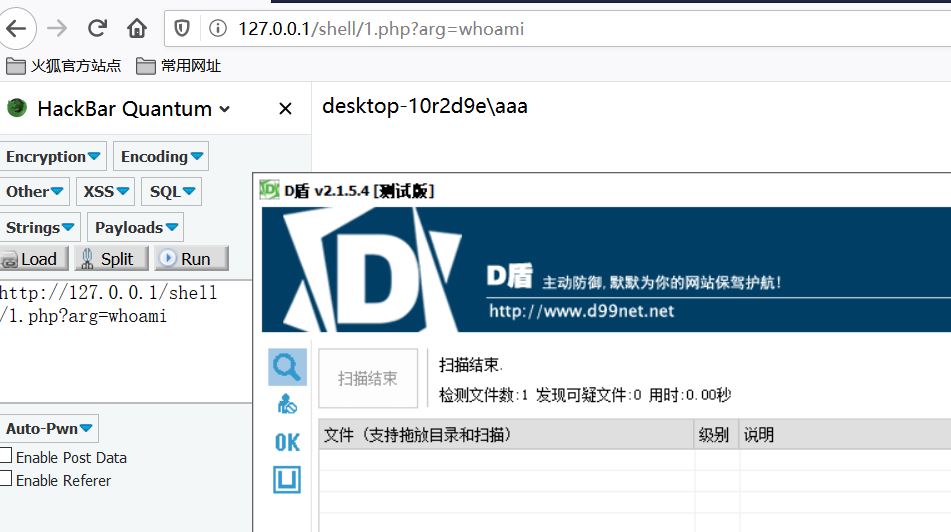 127.0.0.1/shell/1.php?arg=whoami
火狐官方站点 常用网址
HackBar Quantum
desktop-10r2d9e\aaa
Encryption Encoding
Other XSS SQL
Strings Payloads
Load Split Run
http://127.0.0.1/shell
/1.php?arg=whoami
Auto-Pwn
Enable Post Data
Enable Referer
D盾 v2.1.5.4 [测试版]
D盾 主动防御,默默为你的网站保驾护航!
http://www.d99net.net
扫描结束
扫描结束.
检测文件数:1 发现可疑文件:0 用时:0.00秒
OK
文件（支持拖放目录和扫描） 级别 说明